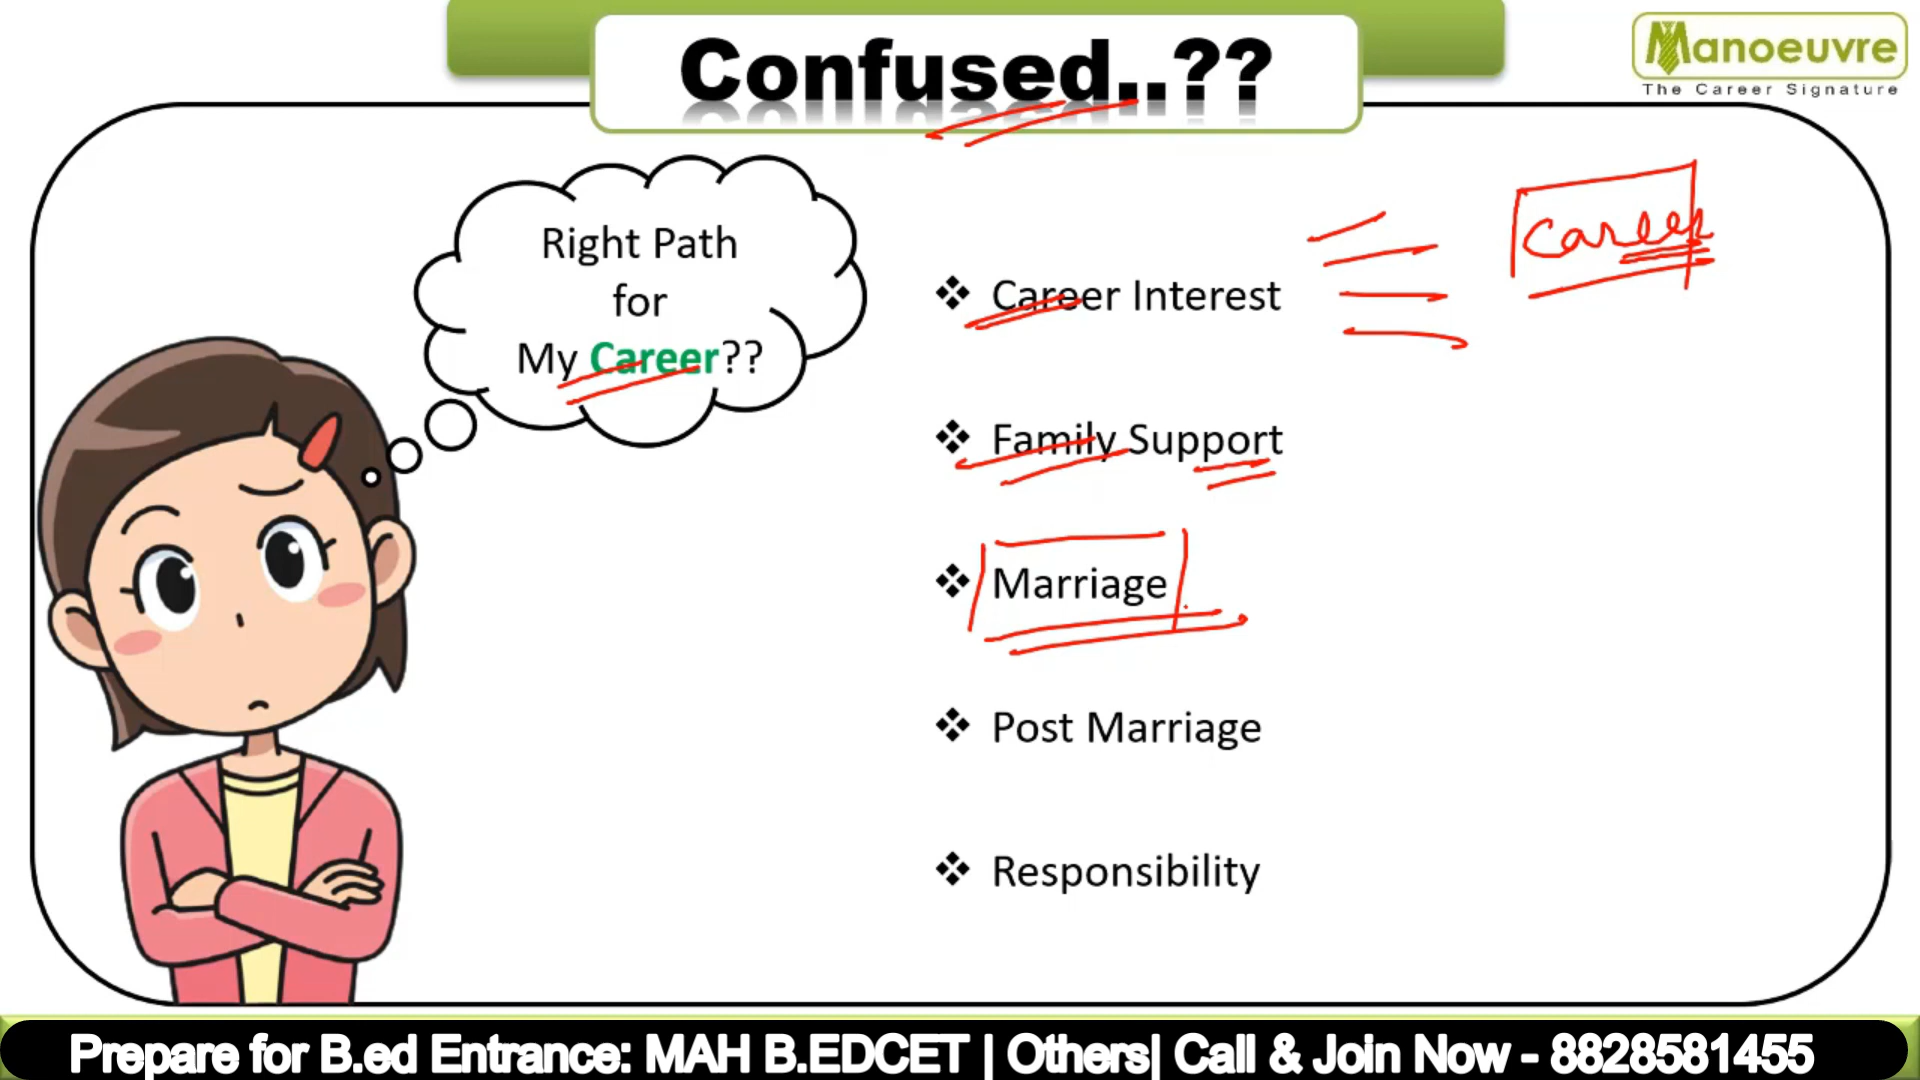 Confused..??
Manoeuvre
The Career Signature
Right Path
for
My Career??
❖ Career Interest
❖ Family Support
❖ Marriage
❖ Post Marriage
❖ Responsibility
career
Prepare for B.ed Entrance: MAH B.EDCET | Others| Call & Join Now - 8828581455